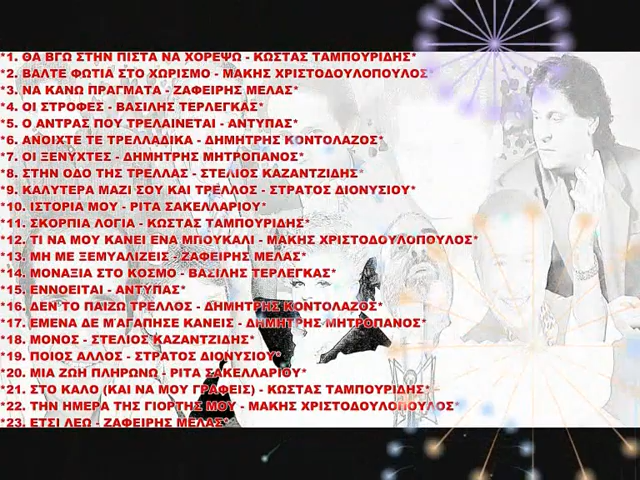 *1. ΘΑ ΒΓΩ ΣΤΗΝ ΠΙΣΤΑ ΝΑ ΧΟΡΕΨΩ - ΚΩΣΤΑΣ ΤΑΜΠΟΥΡΙΔΗΣ*
*2. ΒΑΛΤΕ ΦΩΤΙΑ ΣΤΟ ΧΩΡΙΣΜΟ - ΜΑΚΗΣ ΧΡΙΣΤΟΔΟΥΛΟΠΟΥΛΟΣ*
*3. ΝΑ ΚΑΝΩ ΠΡΑΓΜΑΤΑ - ΖΑΦΕΙΡΗΣ ΜΕΛΑΣ*
*4. ΟΙ ΣΤΡΟΦΕΣ - ΒΑΣΙΛΗΣ ΤΕΡΛΕΓΚΑΣ*
*5. Ο ΑΝΤΡΑΣ ΠΟΥ ΤΡΕΛΑΙΝΕΤΑΙ - ΑΝΤΥΠΑΣ*
*6. ΑΝΟΙΧΤΕ ΤΕ ΤΡΕΛΛΑΔΙΚΑ - ΔΗΜΗΤΡΗΣ ΚΟΝΤΟΛΑΖΟΣ*
*7. ΟΙ ΞΕΝΥΧΤΕΣ - ΔΗΜΗΤΡΗΣ ΜΗΤΡΟΠΑΝΟΣ*
*8. ΣΤΗΝ ΟΔΟ ΤΗΣ ΤΡΕΛΛΑΣ - ΣΤΕΛΙΟΣ ΚΑΖΑΝΤΖΙΔΗΣ*
*9. ΚΑΛΥΤΕΡΑ ΜΑΖΙ ΣΟΥ ΚΑΙ ΤΡΕΛΛΟΣ - ΣΤΡΑΤΟΣ ΔΙΟΝΥΣΙΟΥ*
*10. ΙΣΤΟΡΙΑ ΜΟΥ - ΡΙΤΑ ΣΑΚΕΛΛΑΡΙΟΥ*
*11. ΣΚΟΡΠΙΑ ΛΟΓΙΑ - ΚΩΣΤΑΣ ΤΑΜΠΟΥΡΙΔΗΣ*
*12. ΤΙ ΝΑ ΜΟΥ ΚΑΝΕΙ ΕΝΑ ΜΠΟΥΚΑΛΙ - ΜΑΚΗΣ ΧΡΙΣΤΟΔΟΥΛΟΠΟΥΛΟΣ*
*13. ΜΗ ΜΕ ΞΕΜΥΑΛΙΖΕΙΣ - ΖΑΦΕΙΡΗΣ ΜΕΛΑΣ*
*14. ΜΟΝΑΞΙΑ ΣΤΟ ΚΟΣΜΟ - ΒΑΣΙΛΗΣ ΤΕΡΛΕΓΚΑΣ*
*15. ΕΝΝΟΕΙΤΑΙ - ΑΝΤΥΠΑΣ*
*16. ΔΕΝ ΤΟ ΠΑΙΖΩ ΤΡΕΛΛΟΣ - ΔΗΜΗΤΡΗΣ ΚΟΝΤΟΛΑΖΟΣ*
*17. ΕΜΕΝΑ ΔΕ Μ'ΑΓΑΠΗΣΕ ΚΑΝΕΙΣ - ΔΗΜΗΤΡΗΣ ΜΗΤΡΟΠΑΝΟΣ*
*18. ΜΟΝΟΣ - ΣΤΕΛΙΟΣ ΚΑΖΑΝΤΖΙΔΗΣ*
*19. ΠΟΙΟΣ ΑΛΛΟΣ - ΣΤΡΑΤΟΣ ΔΙΟΝΥΣΙΟΥ*
*20. ΜΙΑ ΖΩΗ ΠΛΗΡΩΝΩ - ΡΙΤΑ ΣΑΚΕΛΛΑΡΙΟΥ*
*21. ΣΤΟ ΚΑΛΟ (ΚΑΙ ΝΑ ΜΟΥ ΓΡΑΦΕΙΣ) - ΚΩΣΤΑΣ ΤΑΜΠΟΥΡΙΔΗΣ*
*22. ΤΗΝ ΗΜΕΡΑ ΤΗΣ ΓΙΟΡΤΗΣ ΜΟΥ - ΜΑΚΗΣ ΧΡΙΣΤΟΔΟΥΛΟΠΟΥΛΟΣ*
*23. ΕΤΣΙ ΛΕΩ - ΖΑΦΕΙΡΗΣ ΜΕΛΑΣ*